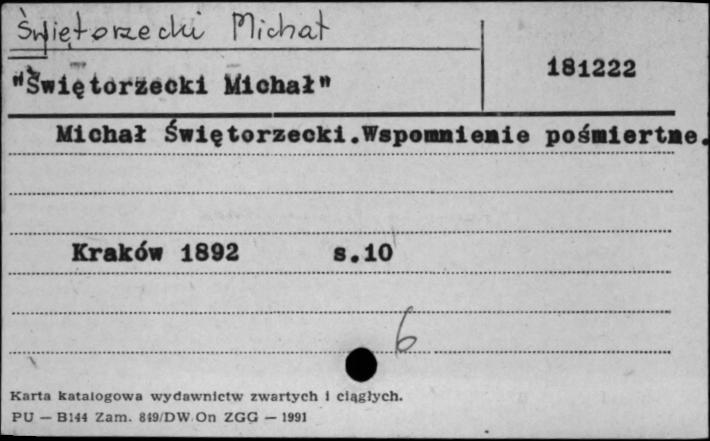 Świętorzecki Michał
"Świętorzecki Michał"
181222
Michał Świętorzecki.Wspomnienie pośmiertne.
Kraków 1892 s.10
6
Karta katalogowa wydawnictw zwartych i ciągłych.
PU — B144 Zam. 849/DW.On ZGG — 1991